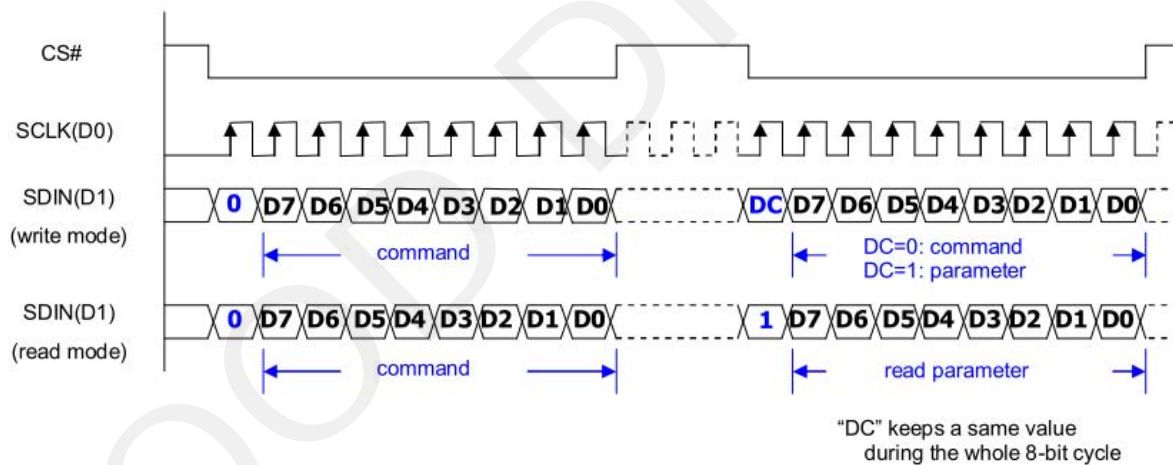 CS#
SCLK(D0)
SDIN(D1)
(write mode)
0 D7 D6 D5 D4 D3 D2 D1 D0
DC D7 D6 D5 D4 D3 D2 D1 D0
command
DC=0: command
DC=1: parameter
SDIN(D1)
(read mode)
0 D7 D6 D5 D4 D3 D2 D1 D0
1 D7 D6 D5 D4 D3 D2 D1 D0
command
read parameter
“DC” keeps a same value
during the whole 8-bit cycle